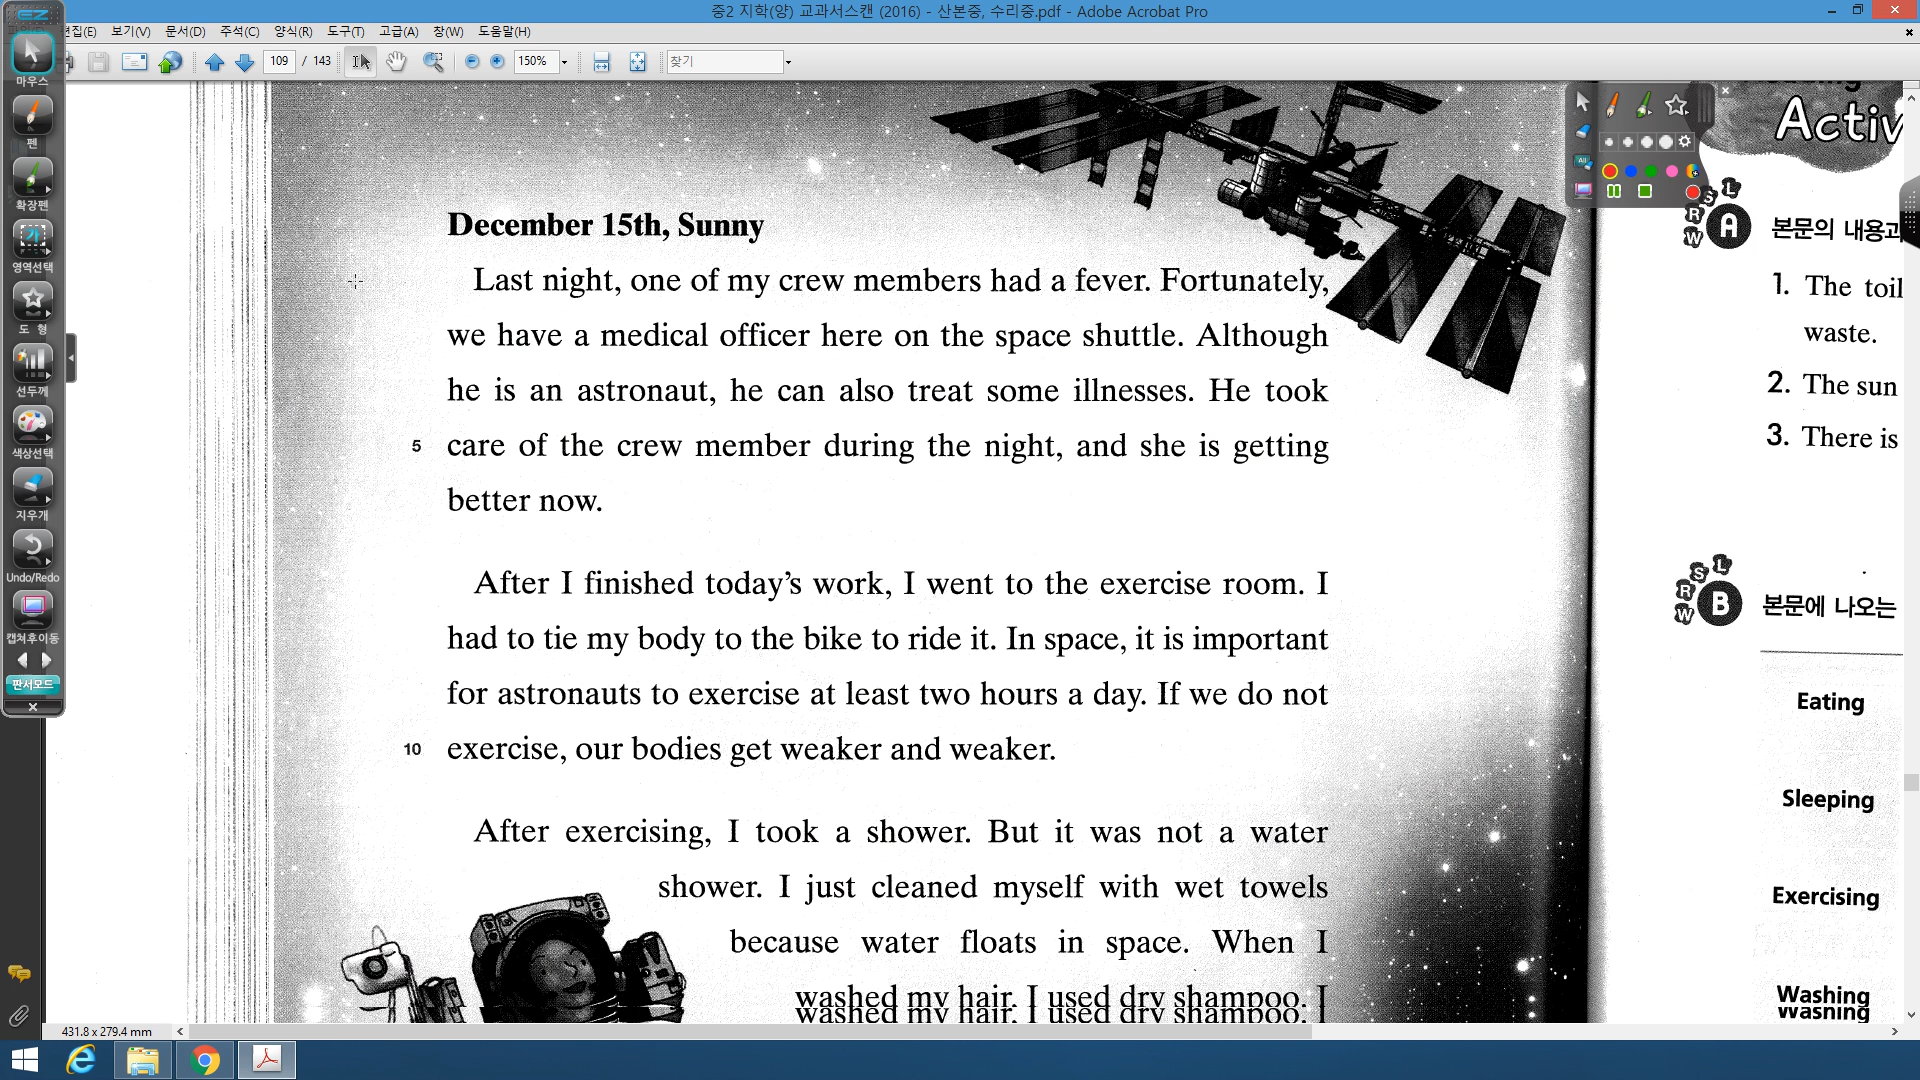 중2 지학(양) 교과서스캔 (2016) - 산본중, 수리중.pdf - Adobe Acrobat Pro
편집(E) 보기(V) 문서(D) 주석(C) 양식(R) 도구(T) 고급(A) 창(W) 도움말(H)
109 / 143 150% 찾기
EZ
마우스
펜
확장펜
영역선택
도 형
선두께
색상선택
지우개
Undo/Redo
캡쳐후이동
판서모드
December 15th, Sunny
Last night, one of my crew members had a fever. Fortunately,
we have a medical officer here on the space shuttle. Although
he is an astronaut, he can also treat some illnesses. He took
5 care of the crew member during the night, and she is getting
better now.
After I finished today's work, I went to the exercise room. I
had to tie my body to the bike to ride it. In space, it is important
for astronauts to exercise at least two hours a day. If we do not
10 exercise, our bodies get weaker and weaker.
After exercising, I took a shower. But it was not a water
shower. I just cleaned myself with wet towels
because water floats in space. When I
washed my hair, I used dry shampoo. I
Activ
All
W R S L
A 본문의 내용과
1. The toil
waste.
2. The sun
3. There is
W R S L
B 본문에 나오는
Eating
Sleeping
Exercising
Washing
431.8 x 279.4 mm